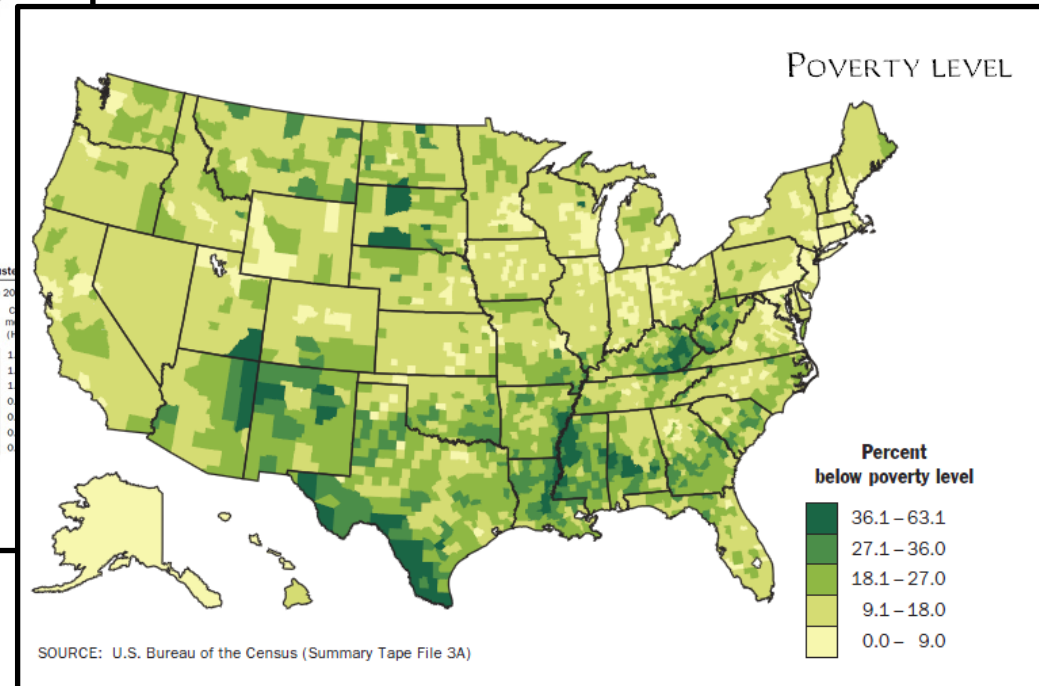 POVERTY LEVEL
Percent
below poverty level
36.1 – 63.1
27.1 – 36.0
18.1 – 27.0
9.1 – 18.0
0.0 – 9.0
SOURCE: U.S. Bureau of the Census (Summary Tape File 3A)